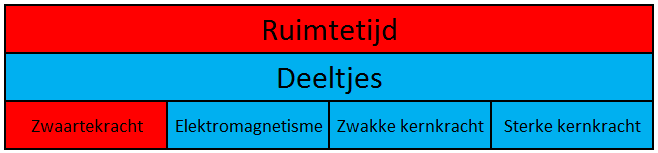 Ruimtetijd
Deeltjes
Zwaartekracht Elektromagnetisme Zwakke kernkracht Sterke kernkracht